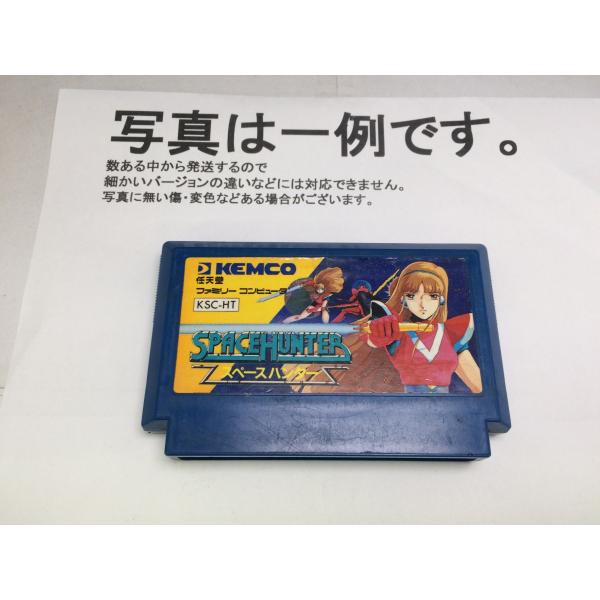 写真は一例です。
数ある中から発送するので
細かいバージョンの違いなどには対応できません。
写真に無い傷・変色などある場合がございます。
KEMCO
任天堂
ファミリー コンピュータ
KSC-HT
SPACEHUNTER
スペースハンター